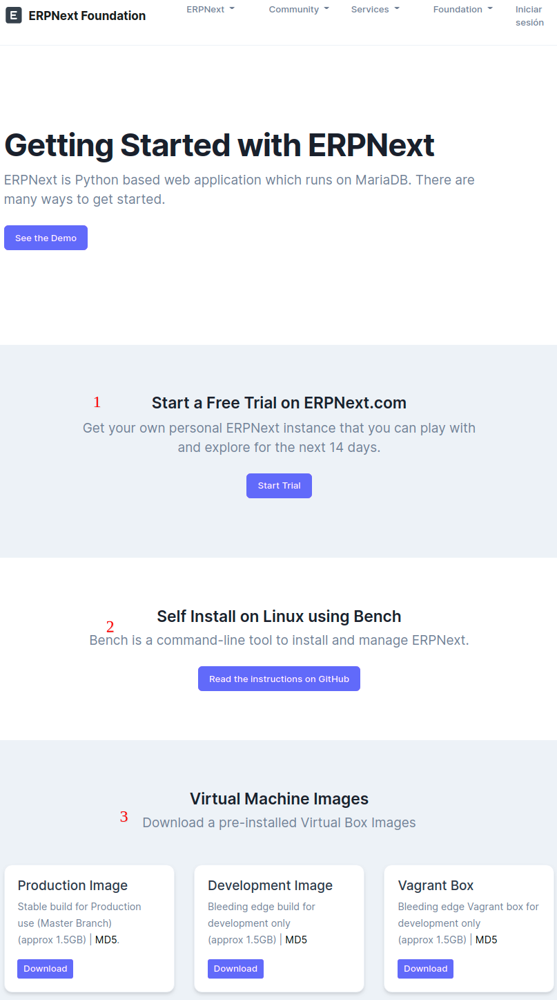 E ERPNext Foundation
ERPNext Community Services Foundation Iniciar
sesión
Getting Started with ERPNext
ERPNext is Python based web application which runs on MariaDB. There are
many ways to get started.
See the Demo
1 Start a Free Trial on ERPNext.com
Get your own personal ERPNext instance that you can play with
and explore for the next 14 days.
Start Trial
Self Install on Linux using Bench
2
Bench is a command-line tool to install and manage ERPNext.
Read the instructions on GitHub
Virtual Machine Images
3
Download a pre-installed Virtual Box Images
Production Image
Stable build for Production
use (Master Branch)
(approx 1.5GB) | MD5.
Download
Development Image
Bleeding edge build for
development only
(approx 1.5GB) | MD5
Download
Vagrant Box
Bleeding edge Vagrant box for
development only
(approx 1.5GB) | MD5
Download